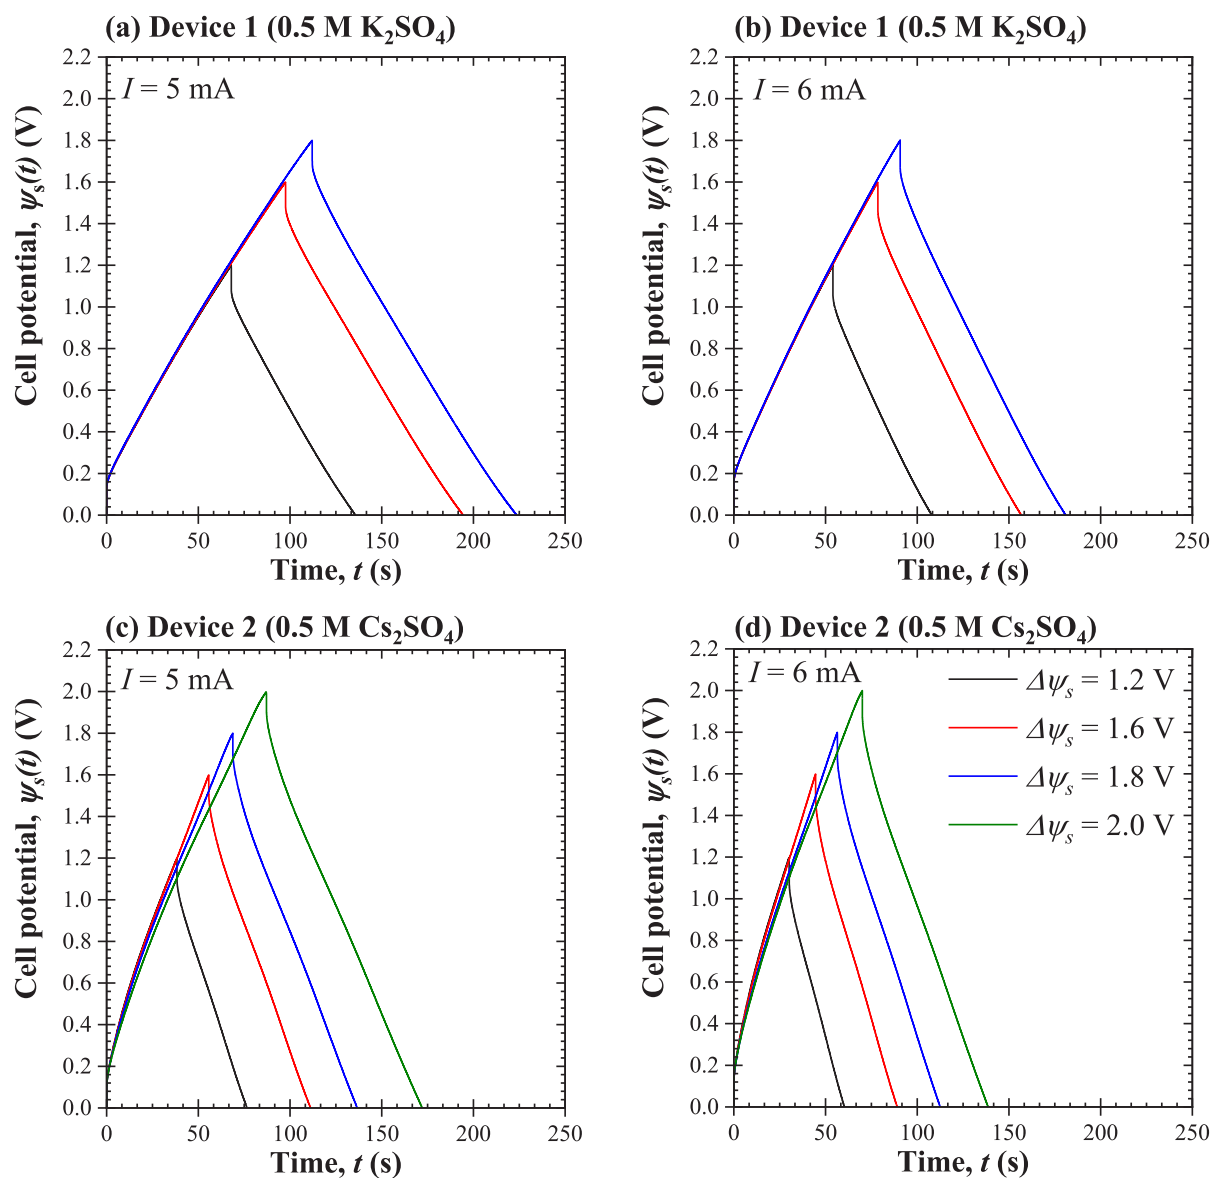 (a) Device 1 (0.5 M K₂SO₄)
I = 5 mA
Cell potential, ψₛ(t) (V)
2.2
2.0
1.8
1.6
1.4
1.2
1.0
0.8
0.6
0.4
0.2
0.0
0 50 100 150 200 250
Time, t (s)
(b) Device 1 (0.5 M K₂SO₄)
I = 6 mA
Cell potential, ψₛ(t) (V)
2.2
2.0
1.8
1.6
1.4
1.2
1.0
0.8
0.6
0.4
0.2
0.0
0 50 100 150 200 250
Time, t (s)
(c) Device 2 (0.5 M Cs₂SO₄)
I = 5 mA
Cell potential, ψₛ(t) (V)
2.2
2.0
1.8
1.6
1.4
1.2
1.0
0.8
0.6
0.4
0.2
0.0
0 50 100 150 200 250
Time, t (s)
(d) Device 2 (0.5 M Cs₂SO₄)
I = 6 mA
Δψₛ = 1.2 V
Δψₛ = 1.6 V
Δψₛ = 1.8 V
Δψₛ = 2.0 V
Cell potential, ψₛ(t) (V)
2.2
2.0
1.8
1.6
1.4
1.2
1.0
0.8
0.6
0.4
0.2
0.0
0 50 100 150 200 250
Time, t (s)